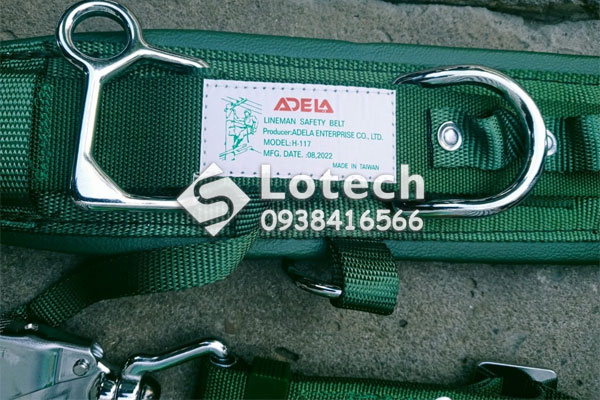 ADELA
LINEMAN SAFETY BELT
Producer:ADELA ENTERPRISE CO., LTD.
MODEL:H-117
MFG. DATE. :08.2022
MADE IN TAIWAN
Lotech
0938416566